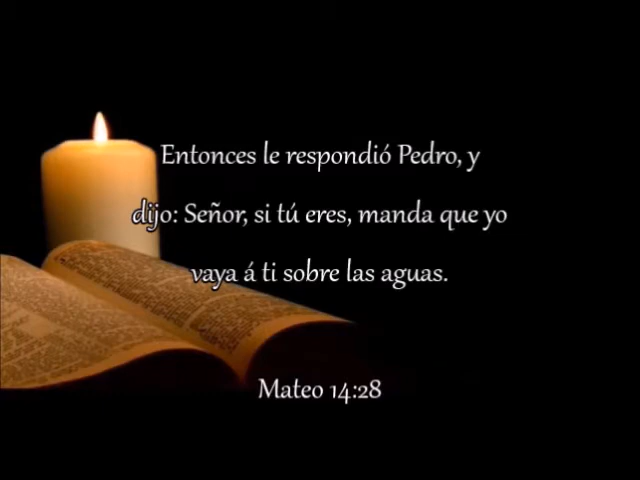 Entonces le respondió Pedro, y
dijo: Señor, si tú eres, manda que yo
vaya á ti sobre las aguas.
Mateo 14:28